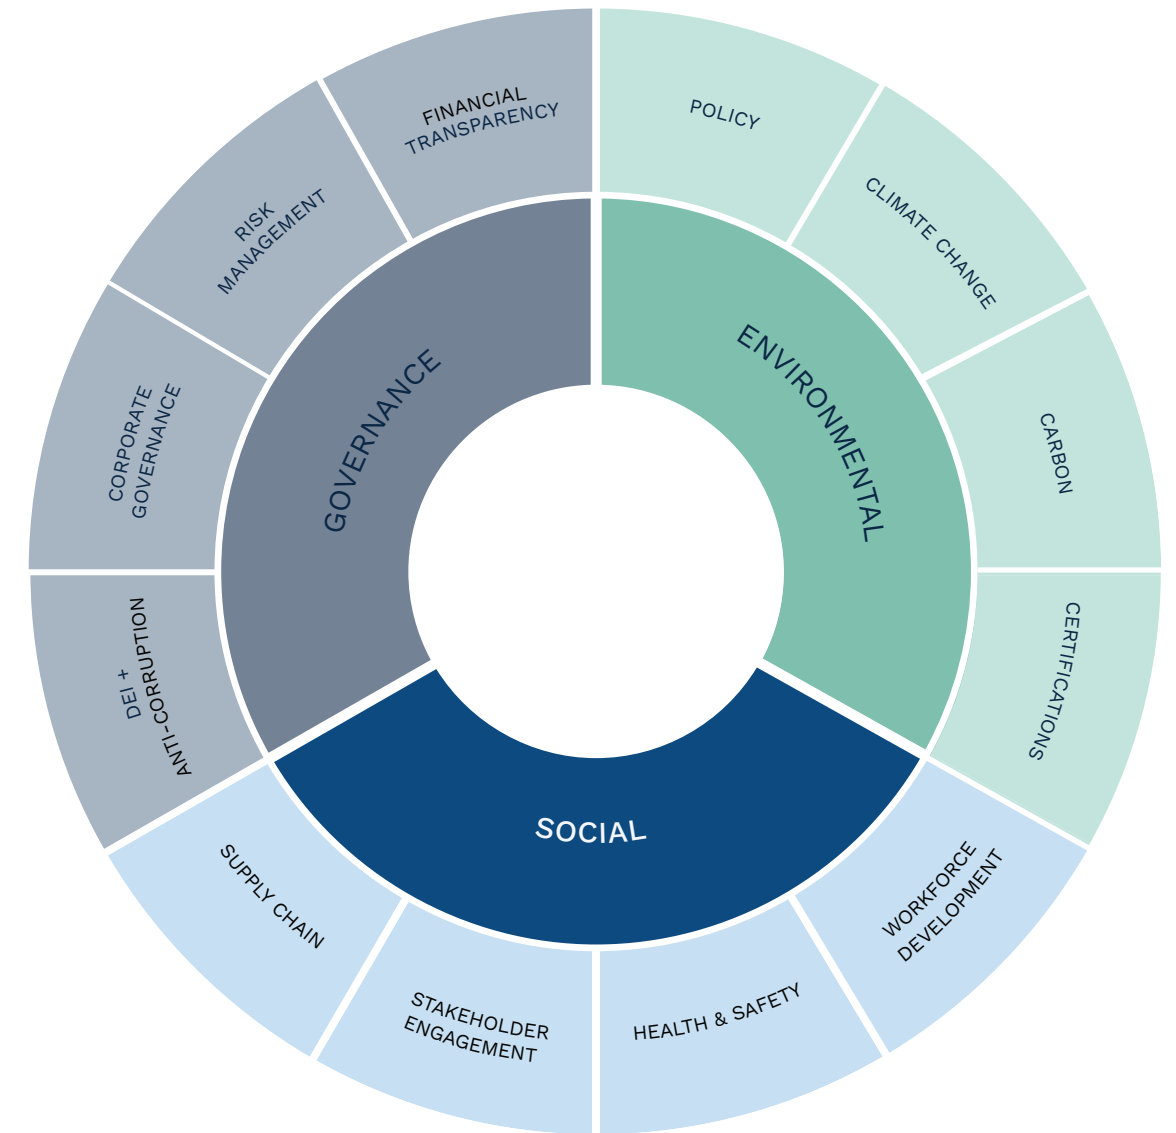 ENVIRONMENTAL
POLICY
CLIMATE CHANGE
CARBON
CERTIFICATIONS
SOCIAL
WORKFORCE
DEVELOPMENT
HEALTH & SAFETY
STAKEHOLDER
ENGAGEMENT
SUPPLY CHAIN
GOVERNANCE
DEI +
ANTI-CORRUPTION
CORPORATE
GOVERNANCE
RISK
MANAGEMENT
FINANCIAL
TRANSPARENCY